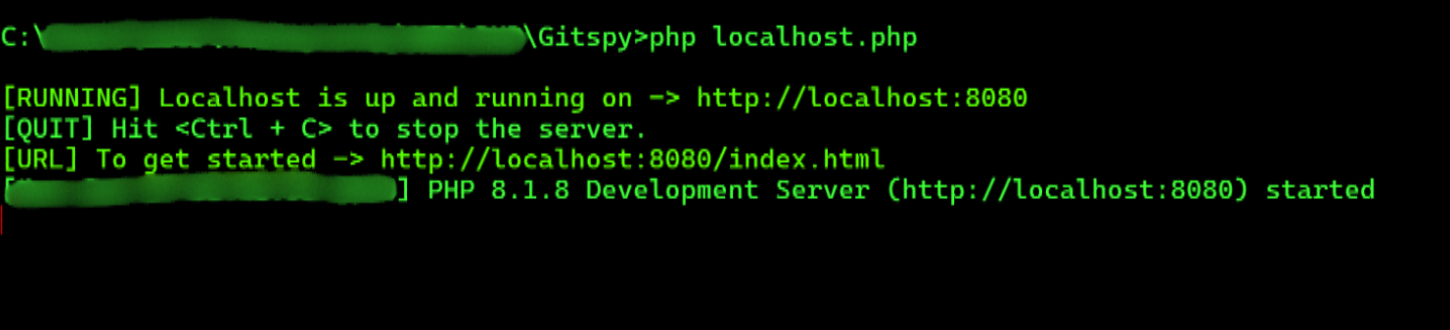 C:\ \Gitspy>php localhost.php
[RUNNING] Localhost is up and running on -> http://localhost:8080
[QUIT] Hit <Ctrl + C> to stop the server.
[URL] To get started -> http://localhost:8080/index.html
[ ] PHP 8.1.8 Development Server (http://localhost:8080) started